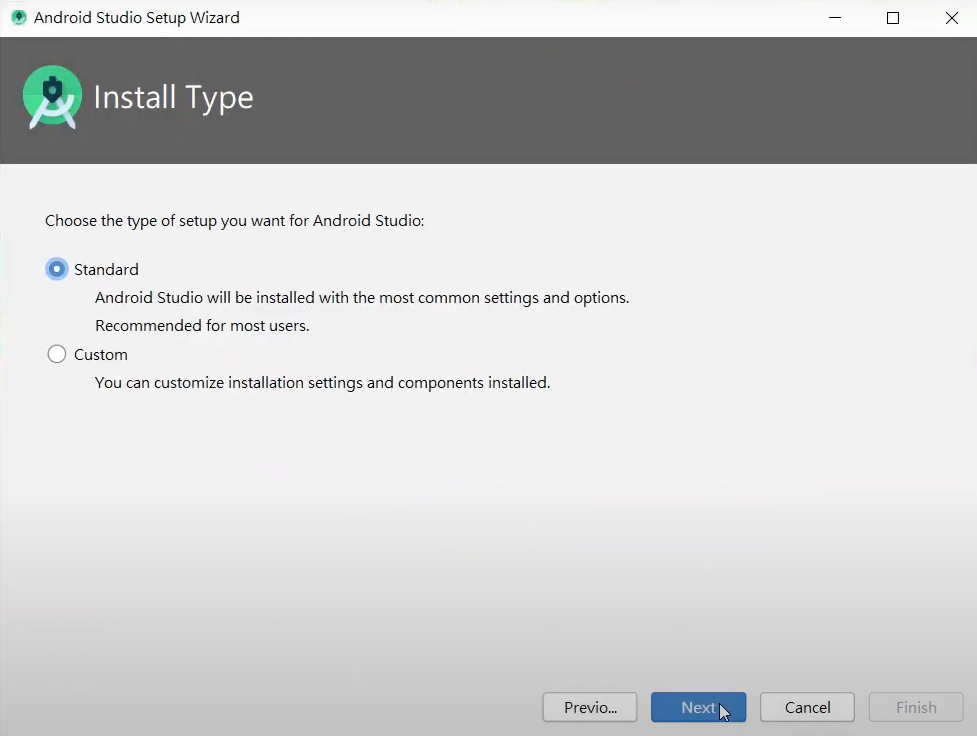 Android Studio Setup Wizard
Install Type
Choose the type of setup you want for Android Studio:
Standard
Android Studio will be installed with the most common settings and options.
Recommended for most users.
Custom
You can customize installation settings and components installed.
Previo...
Next
Cancel
Finish